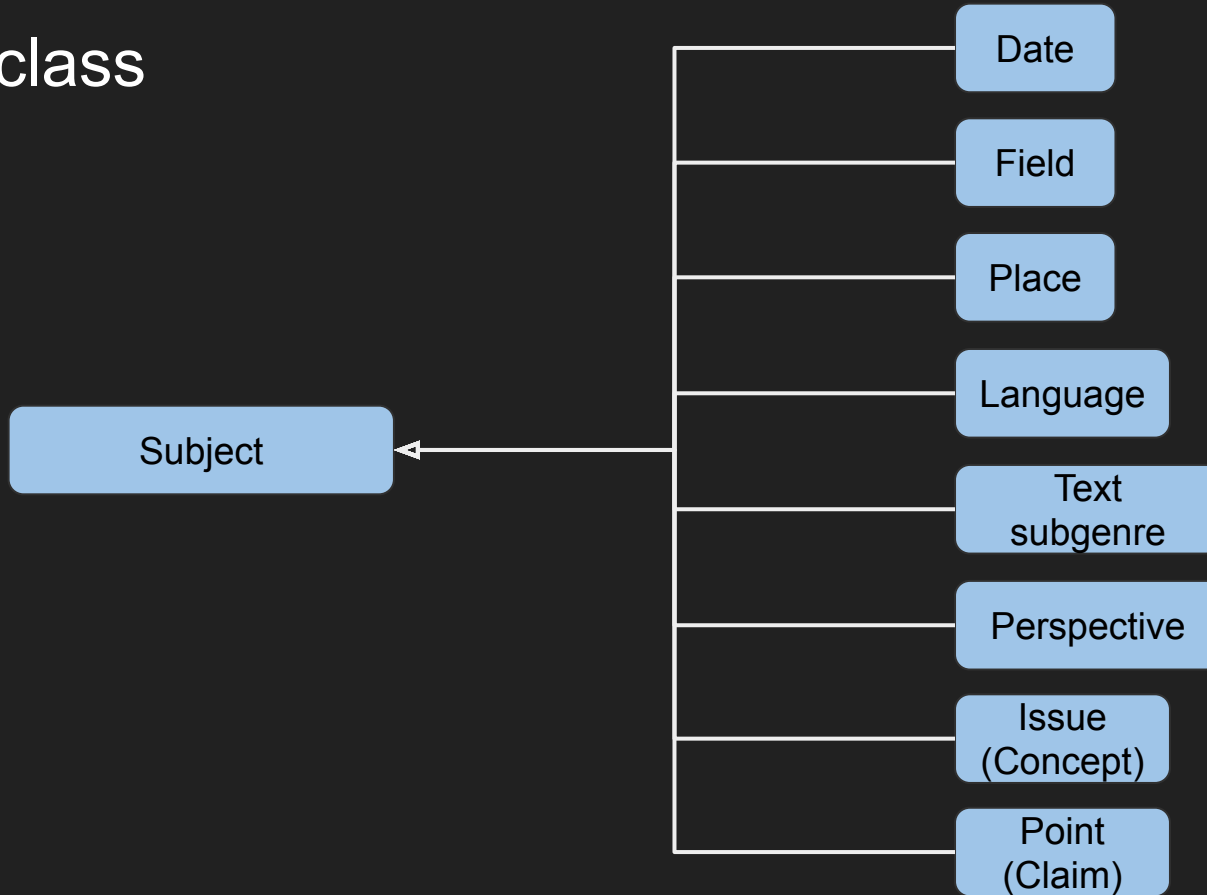 class
Date
Field
Place
Language
Subject
Text
subgenre
Perspective
Issue
(Concept)
Point
(Claim)